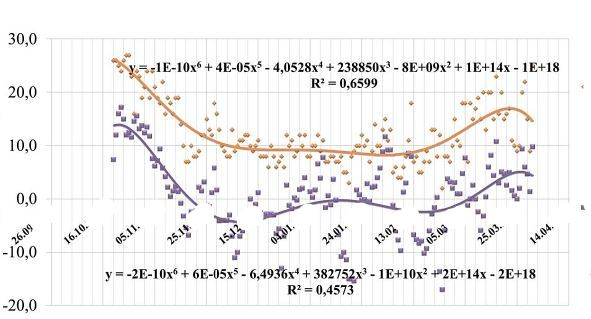 30,0
y = -1E-10x⁶ + 4E-05x⁵ - 4,0528x⁴ + 238850x³ - 8E+09x² + 1E+14x - 1E+18
R² = 0,6599
20,0
10,0
0,0
26.09 16.10. 05.11. 25.11. 15.12. 04.01. 24.01. 13.02. 05.03. 25.03. 14.04.
-10,0
y = -2E-10x⁶ + 6E-05x⁵ - 6,4936x⁴ + 382752x³ - 1E+10x² + 2E+14x - 2E+18
R² = 0,4573
-20,0